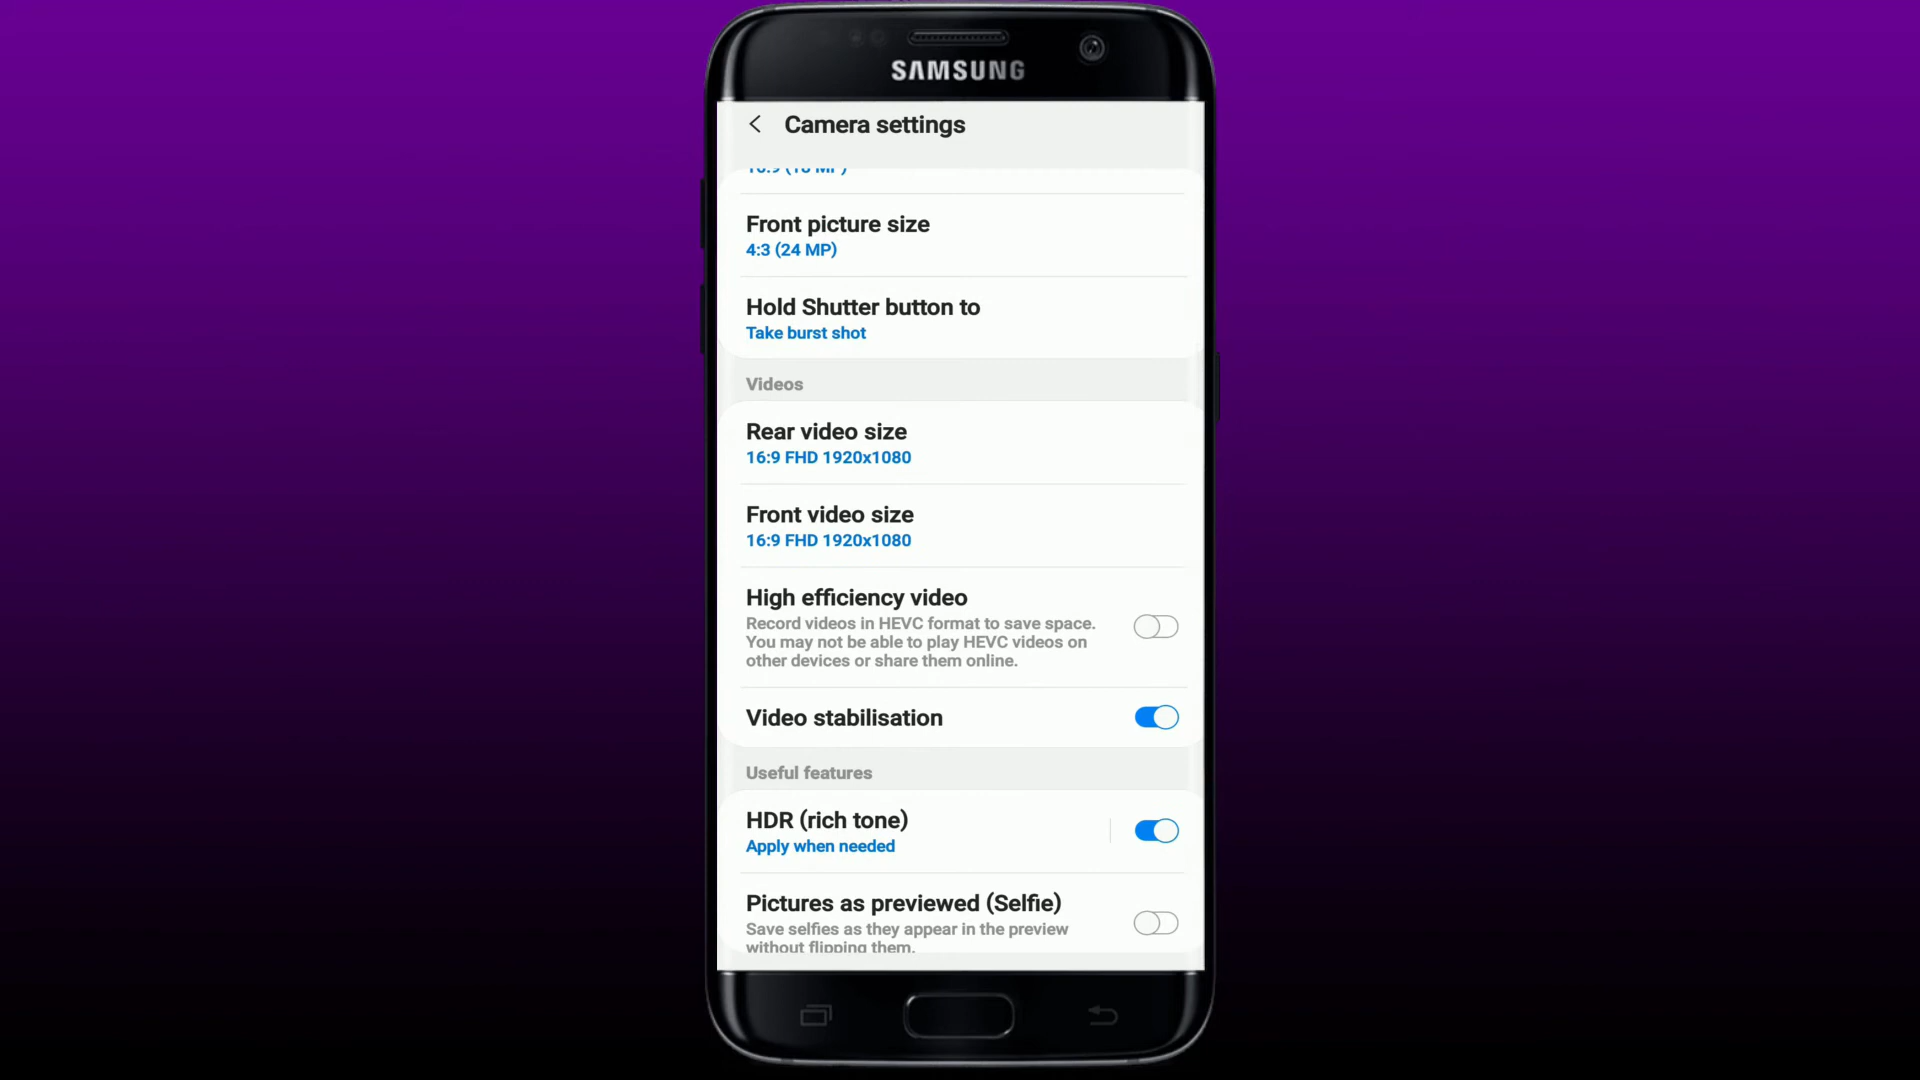 SAMSUNG
Camera settings
Front picture size
4:3 (24 MP)
Hold Shutter button to
Take burst shot
Videos
Rear video size
16:9 FHD 1920x1080
Front video size
16:9 FHD 1920x1080
High efficiency video
Record videos in HEVC format to save space.
You may not be able to play HEVC videos on
other devices or share them online.
Video stabilisation
Useful features
HDR (rich tone)
Apply when needed
Pictures as previewed (Selfie)
Save selfies as they appear in the preview
without flipping them.